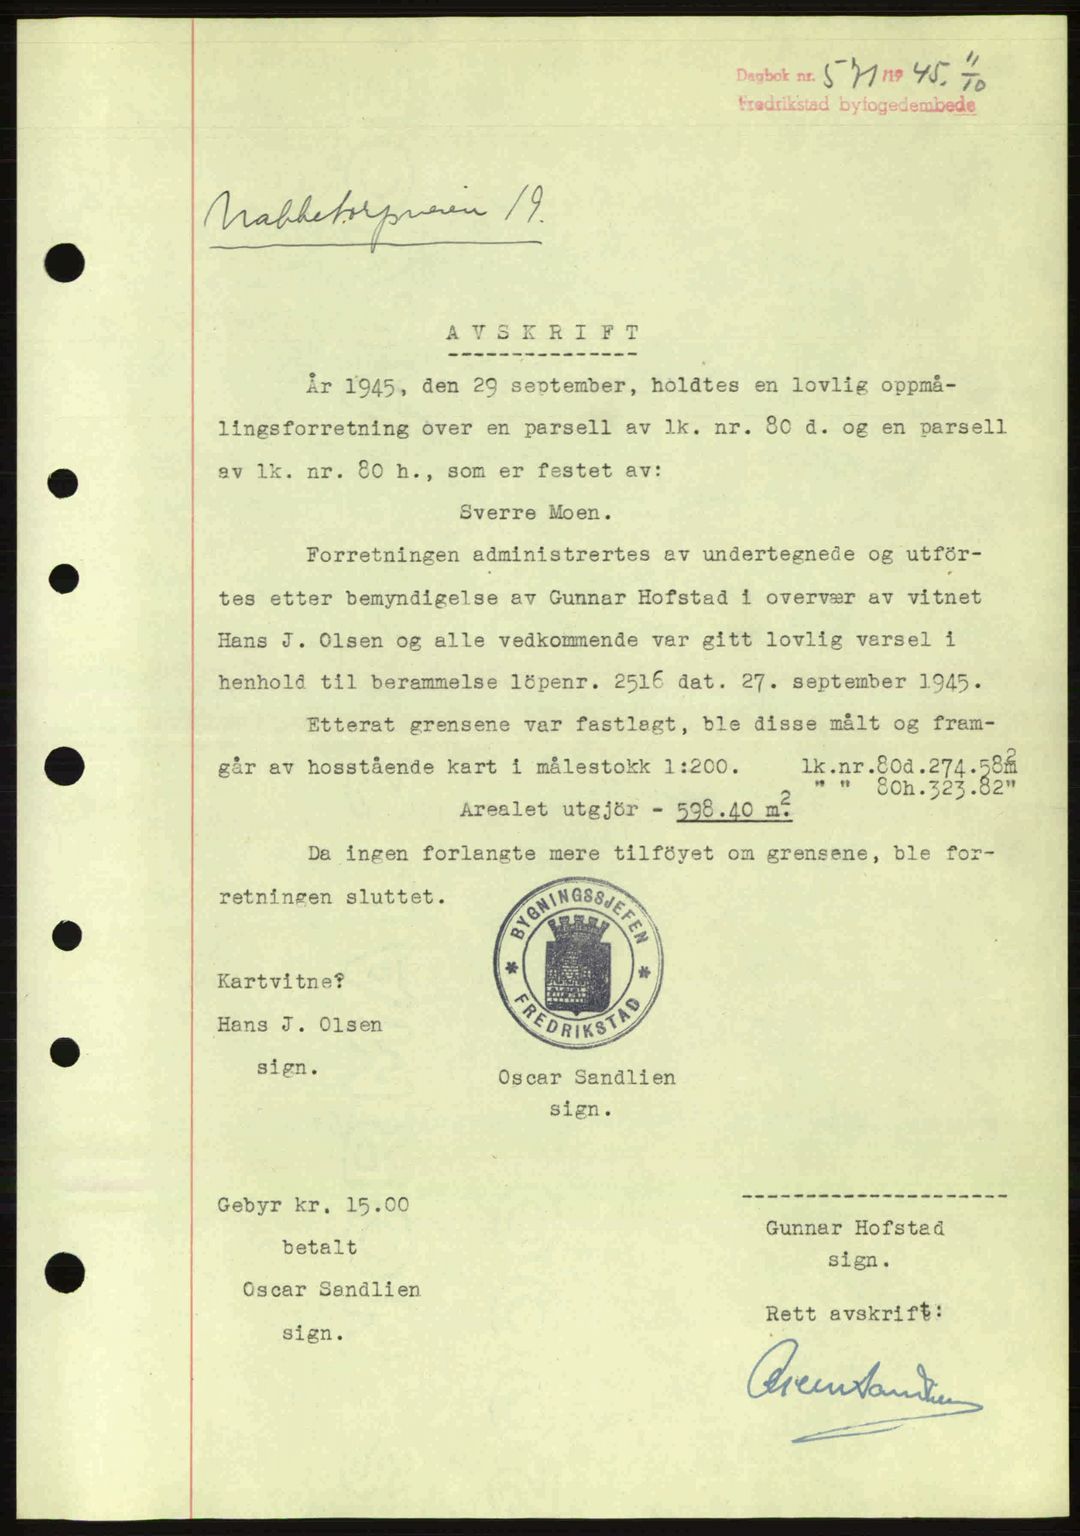 Dagbok nr. 571 /19 45. 11/10
Fredrikstad byfogedembede
Nabbetorpveien 19.
AVSKRIFT
År 1945, den 29 september, holdtes en lovlig oppmå-
lingsforretning over en parsell av lk. nr. 80 d. og en parsell
av lk. nr. 80 h., som er festet av:
Sverre Moen.
Forretningen administrertes av undertegnede og utför-
tes etter bemyndigelse av Gunnar Hofstad i overvær av vitnet
Hans J. Olsen og alle vedkommende var gitt lovlig varsel i
henhold til berammelse löpenr. 2516 dat. 27. september 1945.
Etterat grensene var fastlagt, ble disse målt og fram-
går av hosstående kart i målestokk 1:200. lk.nr.80d.274.58m2
" " 80h.323.82"
Arealet utgjör - 598.40 m2.
Da ingen forlangte mere tilföyet om grensene, ble for-
retningen sluttet.
* BYGNINGSSJEFEN * FREDRIKSTAD
Kartvitne?
Hans J. Olsen
sign.
Oscar Sandlien
sign.
Gebyr kr. 15.00
betalt
Oscar Sandlien
sign.
Gunnar Hofstad
sign.
Rett avskrift:
Oscar Sandlien